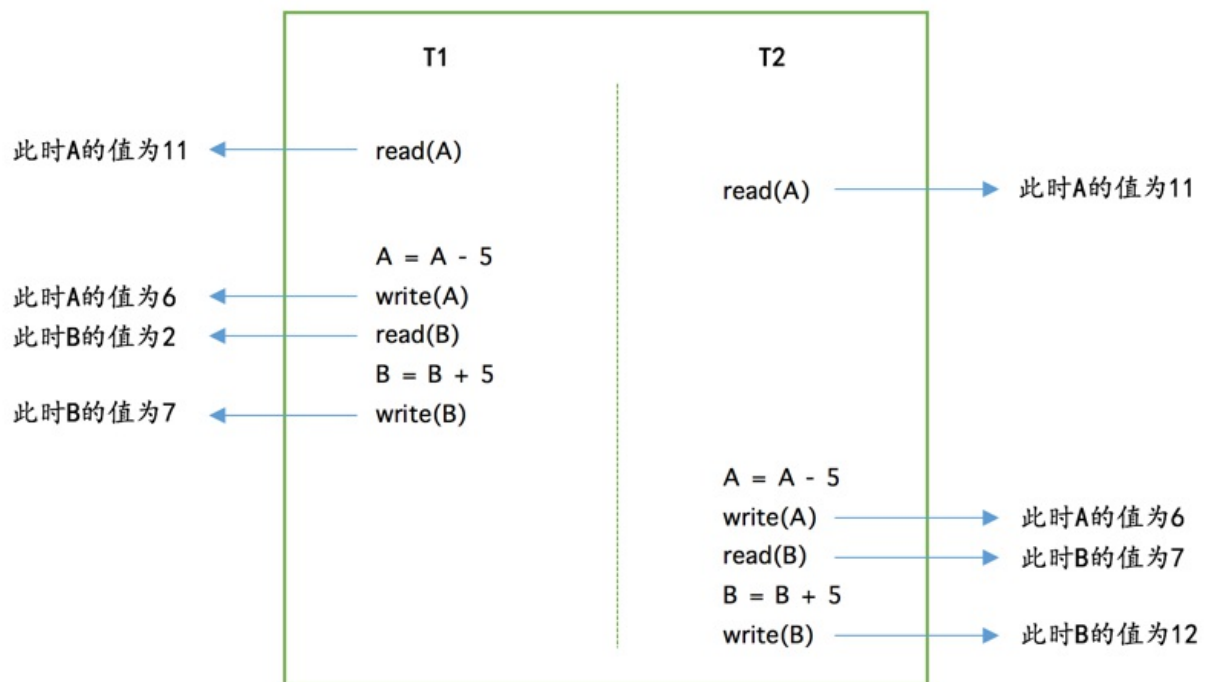 T1 T2
此时A的值为11 read(A)
read(A) 此时A的值为11
A = A - 5
此时A的值为6 write(A)
此时B的值为2 read(B)
B = B + 5
此时B的值为7 write(B)
A = A - 5
write(A) 此时A的值为6
read(B) 此时B的值为7
B = B + 5
write(B) 此时B的值为12